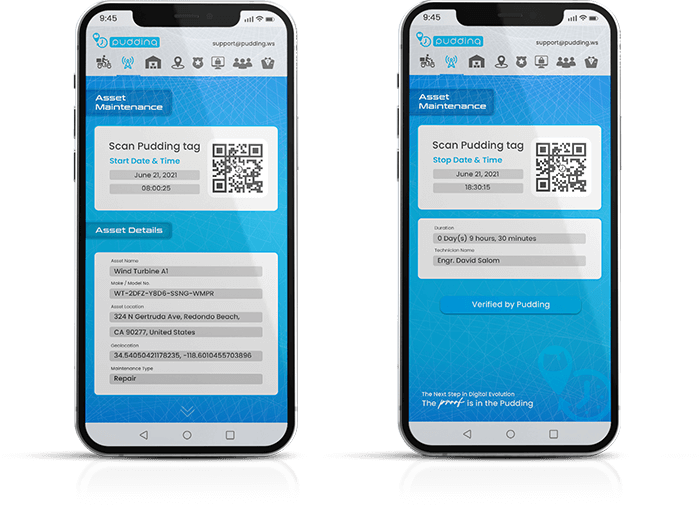 9:45
pudding
support@pudding.ws
Asset
Maintenance
Scan Pudding tag
Start Date & Time
June 21, 2021
08:00:25
Asset Details
Asset Name
Wind Turbine A1
Make / Model No.
WT-2DFZ-Y8D6-SSNG-WMPR
Asset Location
324 N Gertruda Ave, Redondo Beach,
CA 90277, United States
Geolocation
34.54050421178235, -118.6010455703896
Maintenance Type
Repair
9:45
pudding
support@pudding.ws
Asset
Maintenance
Scan Pudding tag
Stop Date & Time
June 21, 2021
18:30:15
Duration
0 Day(s) 9 hours, 30 minutes
Technician Name
Engr. David Salom
Verified by Pudding
The Next Step in Digital Evolution
The proof is in the Pudding